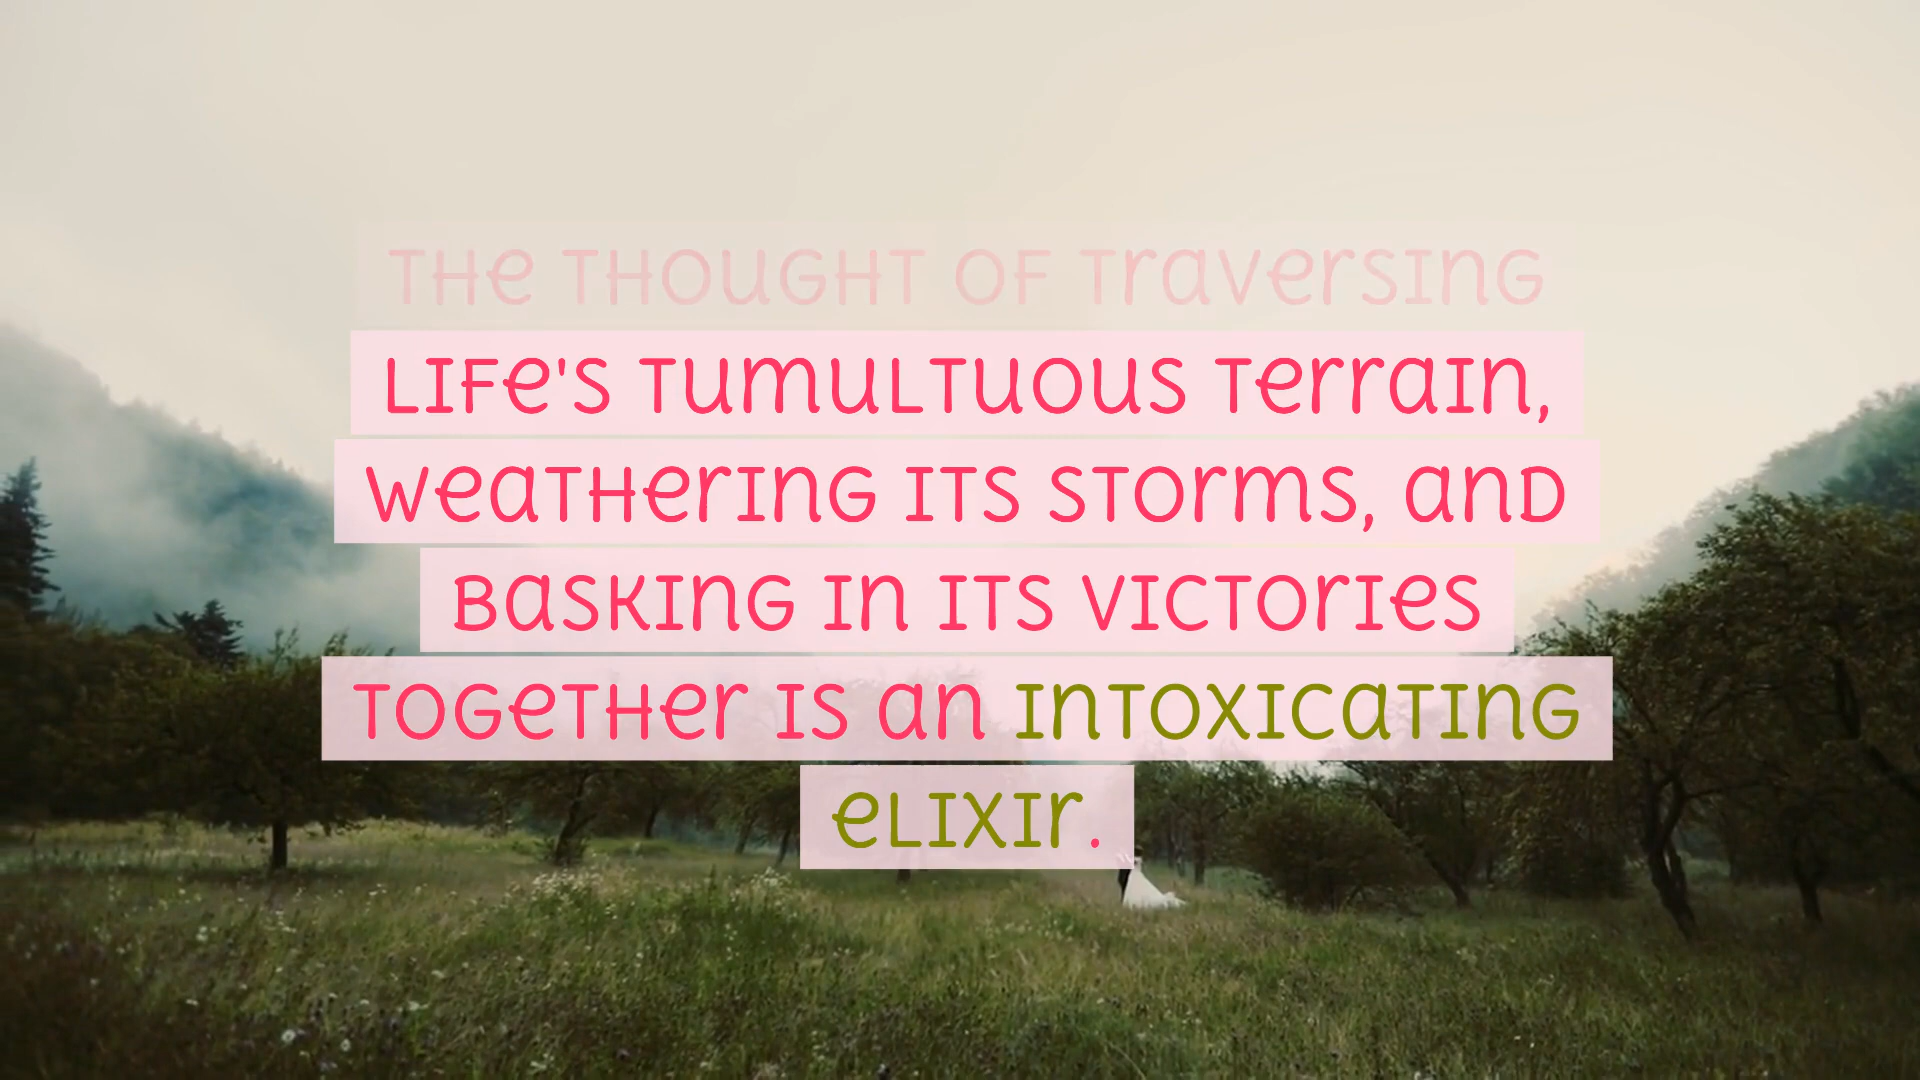 The thought of traversing
life's tumultuous terrain,
weathering its storms, and
basking in its victories
together is an intoxicating
elixir.